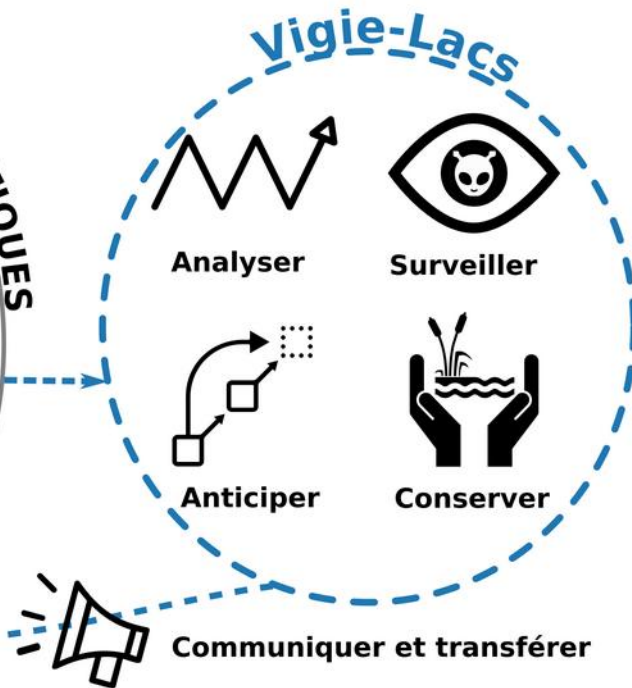 Vigie-Lacs
Analyser
Surveiller
Anticiper
Conserver
Communiquer et transférer